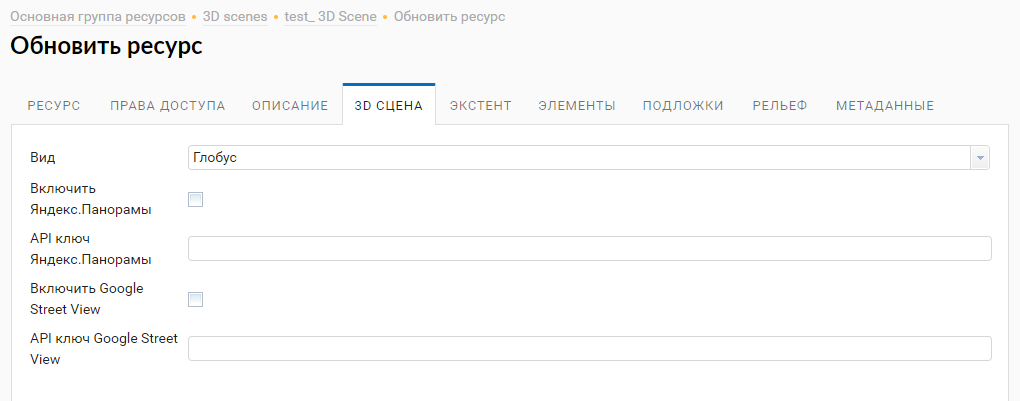 Основная группа ресурсов • 3D scenes • test_ 3D Scene • Обновить ресурс
Обновить ресурс
РЕСУРС ПРАВА ДОСТУПА ОПИСАНИЕ 3D СЦЕНА ЭКСТЕНТ ЭЛЕМЕНТЫ ПОДЛОЖКИ РЕЛЬЕФ МЕТАДАННЫЕ
Вид Глобус
Включить
Яндекс.Панорамы
API ключ
Яндекс.Панорамы
Включить Google
Street View
API ключ Google Street
View